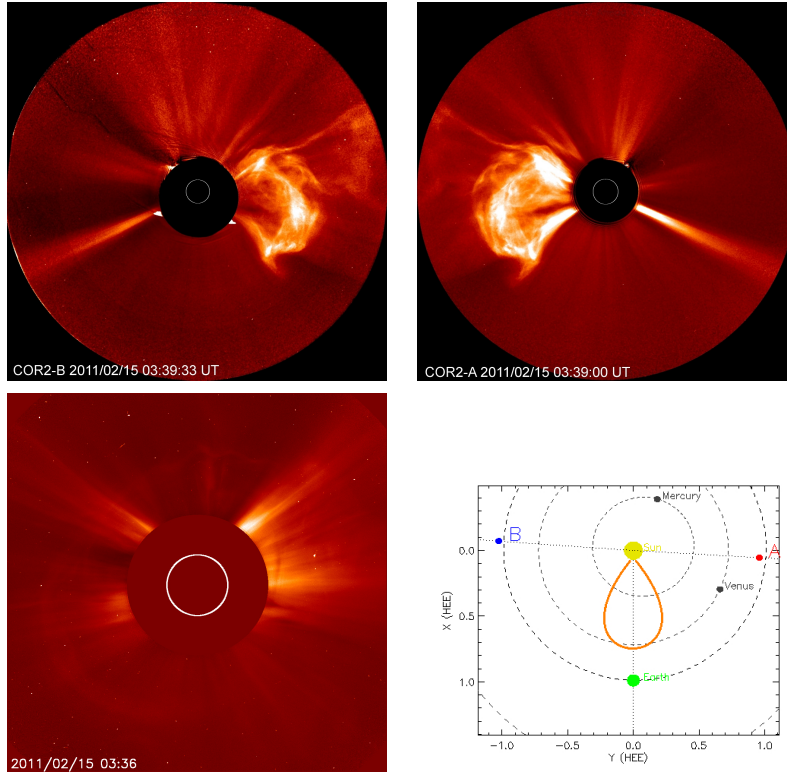 COR2-B 2011/02/15 03:39:33 UT
COR2-A 2011/02/15 03:39:00 UT
2011/02/15 03:36
Mercury
B
Sun
A
Venus
Earth
0.0
0.5
1.0
X (HEE)
-1.0 -0.5 0.0 0.5 1.0
Y (HEE)